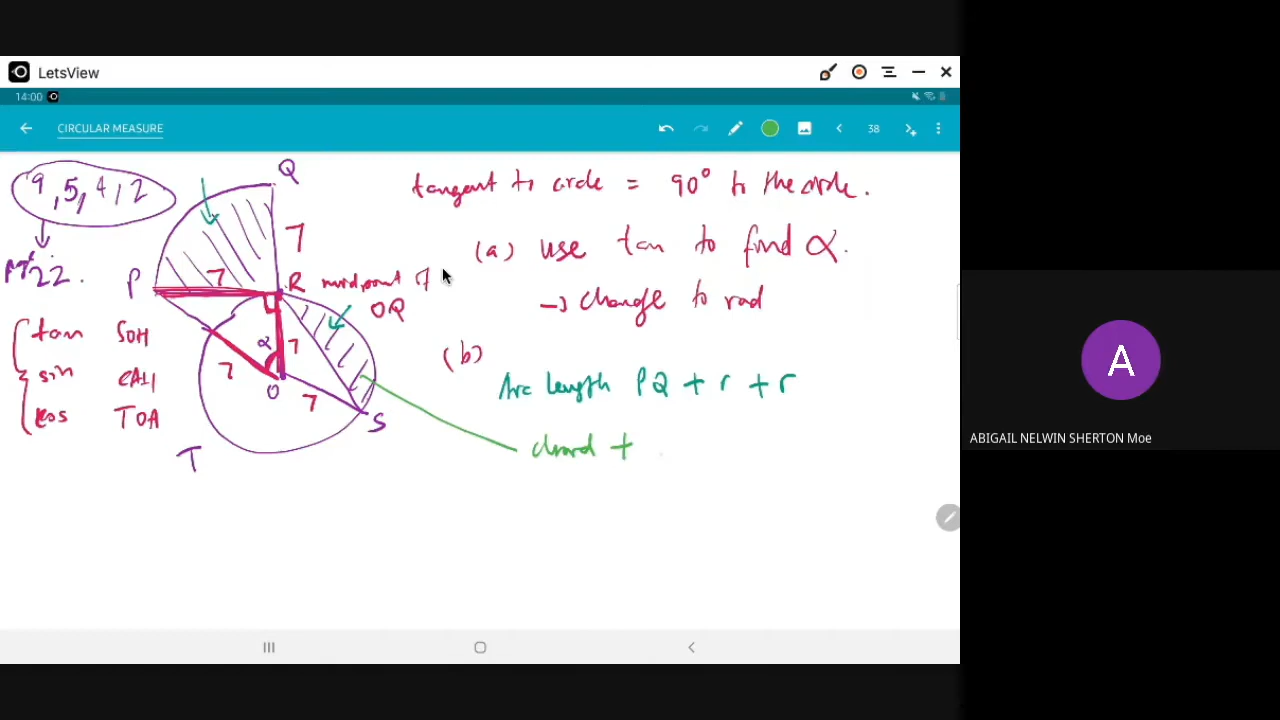 LetsView
14:00
CIRCULAR MEASURE
38
9, 5, 4, 2
22.
Q
tangent to circle = 90° to the circle.
7
(a) use tan to find α.
P
7
R midpoint of
OQ
→ change to rad
tan SOH
sin CAH
kos TOA
α
7
7
O
7
S
T
(b)
Arc length PQ + r + r
chord +
A
ABIGAIL NELWIN SHERTON Moe